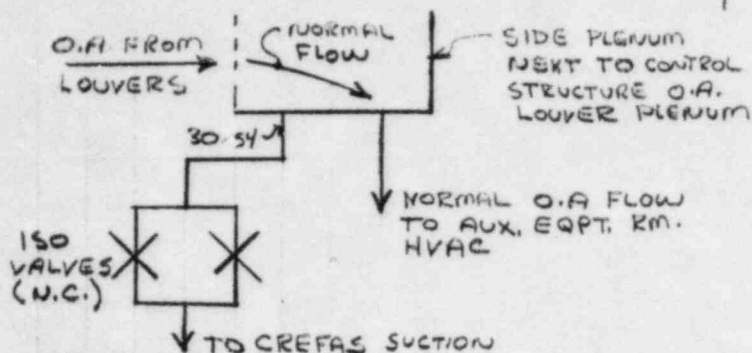 O.A FROM
LOUVERS
NORMAL
FLOW
SIDE PLENUM
NEXT TO CONTROL
STRUCTURE O.A.
LOUVER PLENUM
30-54
NORMAL O.A FLOW
TO AUX. EQPT. RM.
HVAC
ISO
VALVES
(N.C.)
TO CREFAS SUCTION